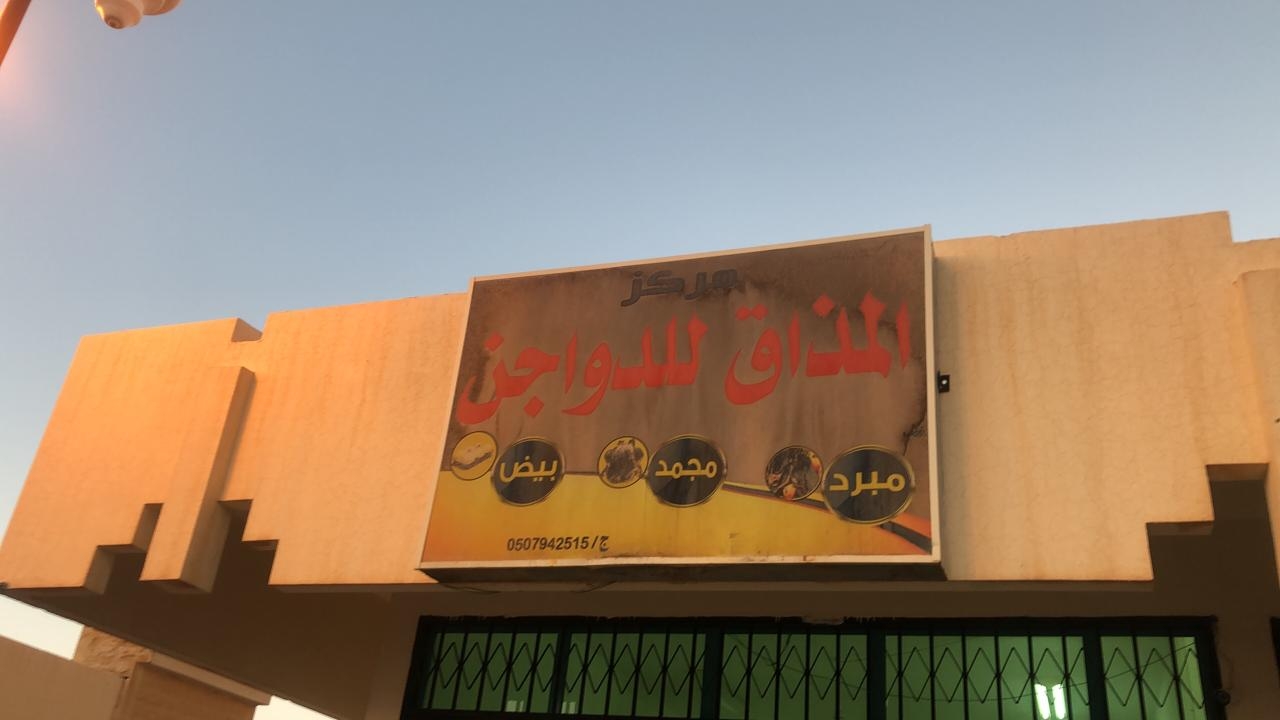 مركز
المذاق للدواجن
مبرد مجمد بيض
ج/0507942515